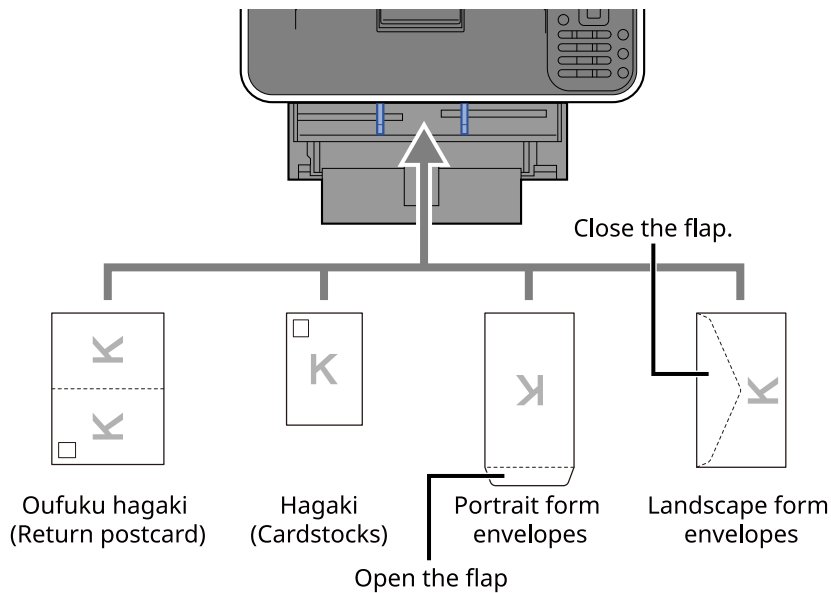 Close the flap.
K
K
K
K
K
Oufuku hagaki
(Return postcard)
Hagaki
(Cardstocks)
Portrait form
envelopes
Landscape form
envelopes
Open the flap